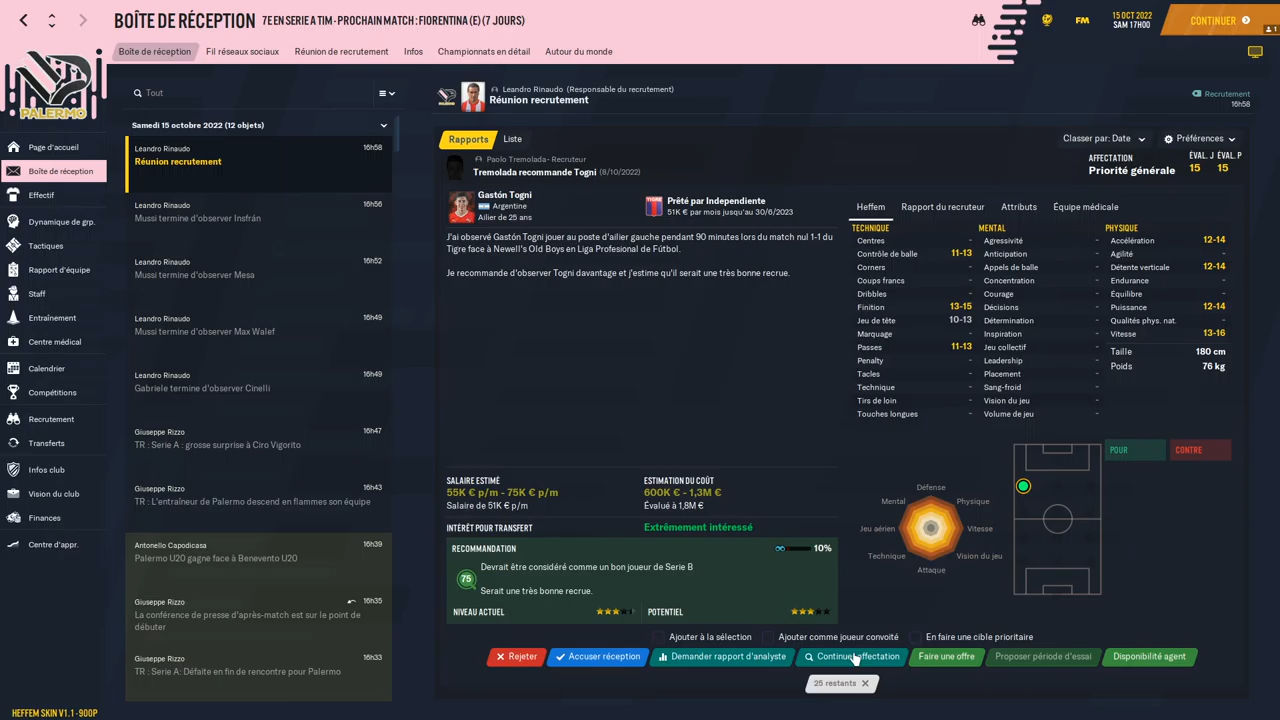 BOÎTE DE RÉCEPTION 7E EN SERIE A TIM - PROCHAIN MATCH : FIORENTINA (E) (7 JOURS)
FM
15 OCT 2022
SAM 17H00
CONTINUER
1
Boîte de réception
Fil réseaux sociaux
Réunion de recrutement
Infos
Championnats en détail
Autour du monde
PALERMO
Page d'accueil
Boîte de réception
Effectif
Dynamique de grp.
Tactiques
Rapport d'équipe
Staff
Entraînement
Centre médical
Calendrier
Compétitions
Recrutement
Transferts
Infos club
Vision du club
Finances
Centre d'appr.
HEFFEM SKIN V1.1 - 900P
Tout
Samedi 15 octobre 2022 (12 objets)
Leandro Rinaudo 16h58
Réunion recrutement
Leandro Rinaudo 16h56
Mussi termine d'observer Insfrán
Leandro Rinaudo 16h52
Mussi termine d'observer Mesa
Leandro Rinaudo 16h49
Mussi termine d'observer Max Walef
Leandro Rinaudo 16h49
Gabriele termine d'observer Cinelli
Giuseppe Rizzo 16h47
TR : Serie A : grosse surprise à Ciro Vigorito
Giuseppe Rizzo 16h43
TR : L'entraîneur de Palermo descend en flammes son équipe
Antonello Capodicasa 16h39
Palermo U20 gagne face à Benevento U20
Giuseppe Rizzo 16h35
La conférence de presse d'après-match est sur le point de
débuter
Giuseppe Rizzo 16h33
TR : Serie A: Défaite en fin de rencontre pour Palermo
Leandro Rinaudo (Responsable du recrutement)
Réunion recrutement
Recrutement
16h58
Rapports
Liste
Classer par: Date
Préférences
Paolo Tremolada- Recruteur
Tremolada recommande Togni (8/10/2022)
AFFECTATION
Priorité générale
ÉVAL. J
15
ÉVAL. P
15
Gastón Togni
Argentine
Ailier de 25 ans
TIGRE
Prêté par Independiente
51K € par mois jusqu'au 30/6/2023
J'ai observé Gastón Togni jouer au poste d'ailier gauche pendant 90 minutes lors du match nul 1-1 du
Tigre face à Newell's Old Boys en Liga Profesional de Fútbol.
Je recommande d'observer Togni davantage et j'estime qu'il serait une très bonne recrue.
SALAIRE ESTIMÉ
55K € p/m - 75K € p/m
Salaire de 51K € p/m
ESTIMATION DU COÛT
600K € - 1,3M €
Évalué à 1,8M €
INTÉRÊT POUR TRANSFERT
Extrêmement intéressé
RECOMMANDATION
10%
75
Devrait être considéré comme un bon joueur de Serie B
Serait une très bonne recrue.
NIVEAU ACTUEL
POTENTIEL
Heffem
Rapport du recruteur
Attributs
Équipe médicale
TECHNIQUE
Centres -
Contrôle de balle 11-13
Corners -
Coups francs -
Dribbles -
Finition 13-15
Jeu de tête 10-13
Marquage -
Passes 11-13
Penalty -
Tacles -
Technique -
Tirs de loin -
Touches longues -
MENTAL
Agressivité -
Anticipation -
Appels de balle -
Concentration -
Courage -
Décisions -
Détermination -
Inspiration -
Jeu collectif -
Leadership -
Placement -
Sang-froid -
Vision du jeu -
Volume de jeu -
PHYSIQUE
Accélération 12-14
Agilité -
Détente verticale 12-14
Endurance -
Équilibre -
Puissance 12-14
Qualités phys. nat. -
Vitesse 13-16
Taille 180 cm
Poids 76 kg
POUR
CONTRE
Défense
Mental
Physique
Jeu aérien
Vitesse
Technique
Vision du jeu
Attaque
Ajouter à la sélection
Ajouter comme joueur convoité
En faire une cible prioritaire
Rejeter
Accuser réception
Demander rapport d'analyste
Faire une offre
Proposer période d'essai
Disponibilité agent
25 restants